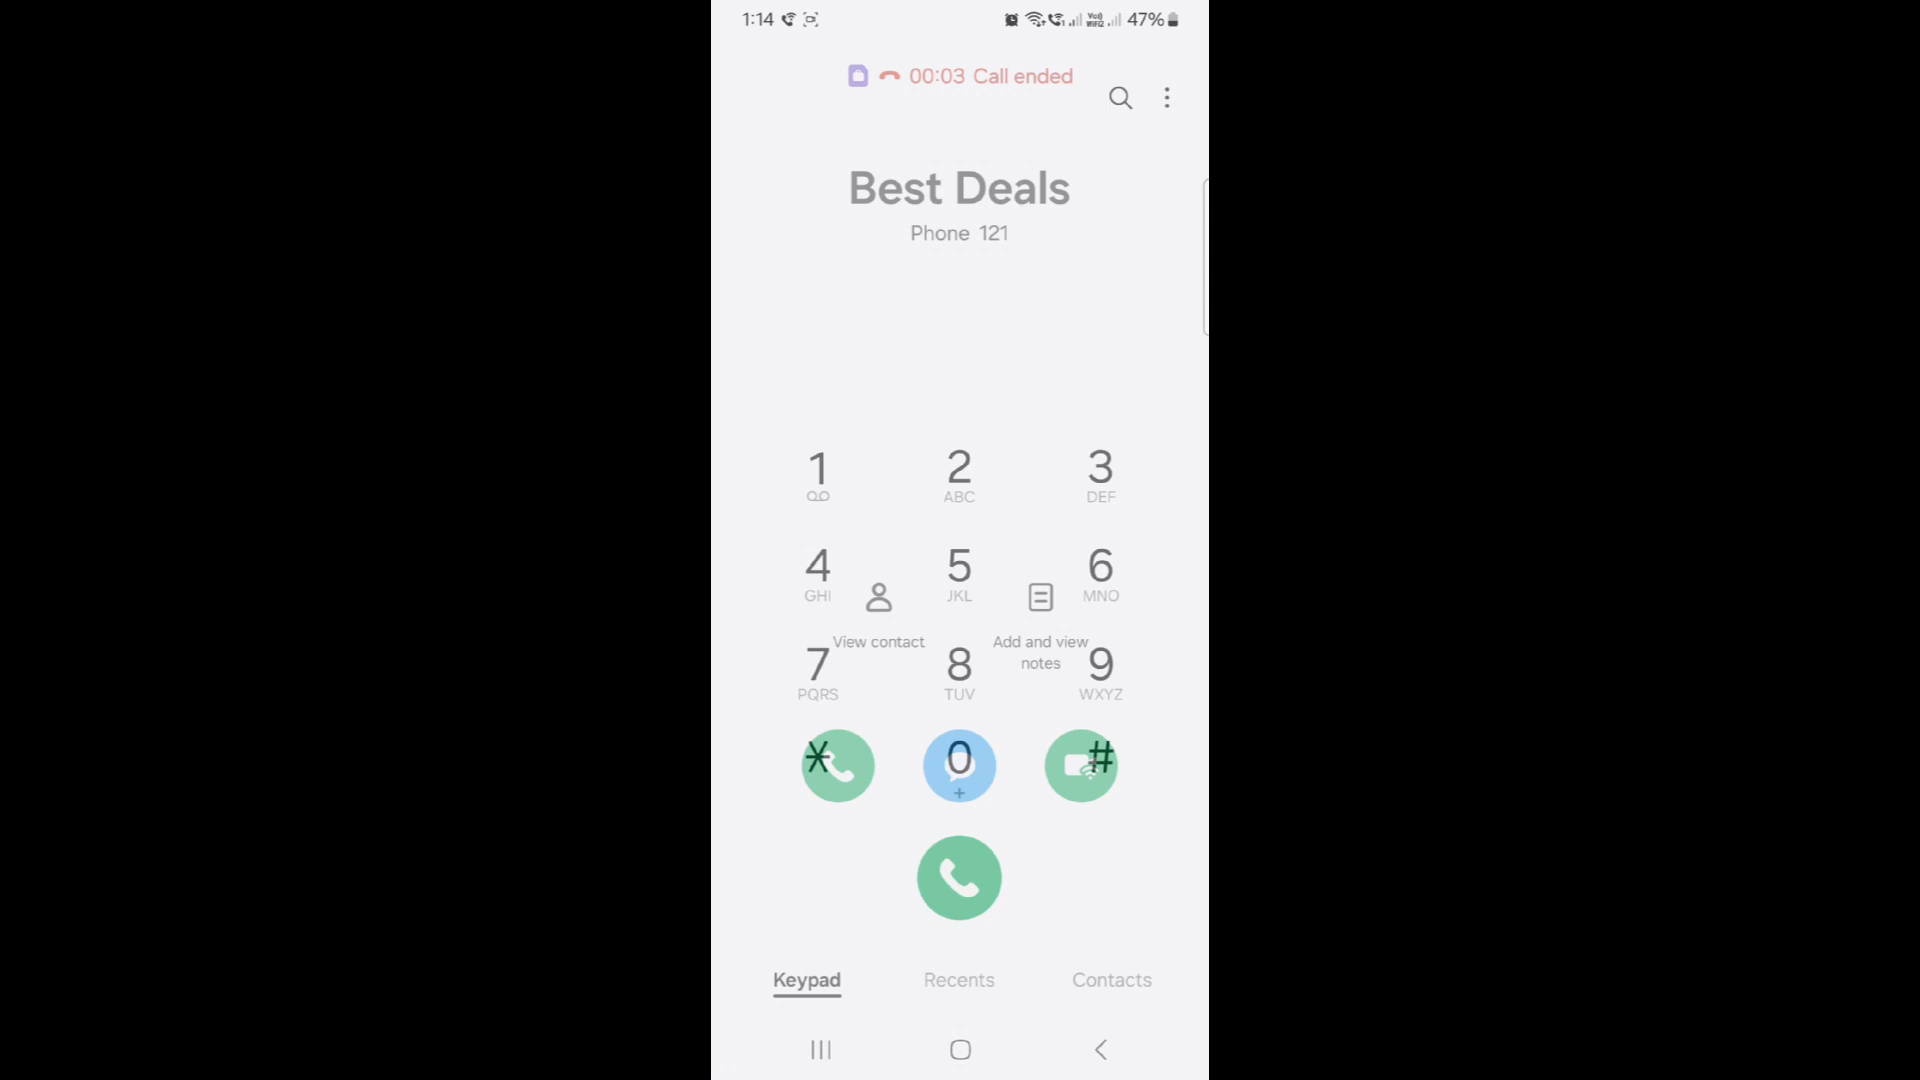 1:14 Vo)) WiFi2 47%
00:03 Call ended
Best Deals
Phone 121
1 2 3
ABC DEF
4 5 6
GHI JKL MNO
View contact Add and view notes
7 8 9
PQRS TUV WXYZ
* 0 #
+
Keypad Recents Contacts